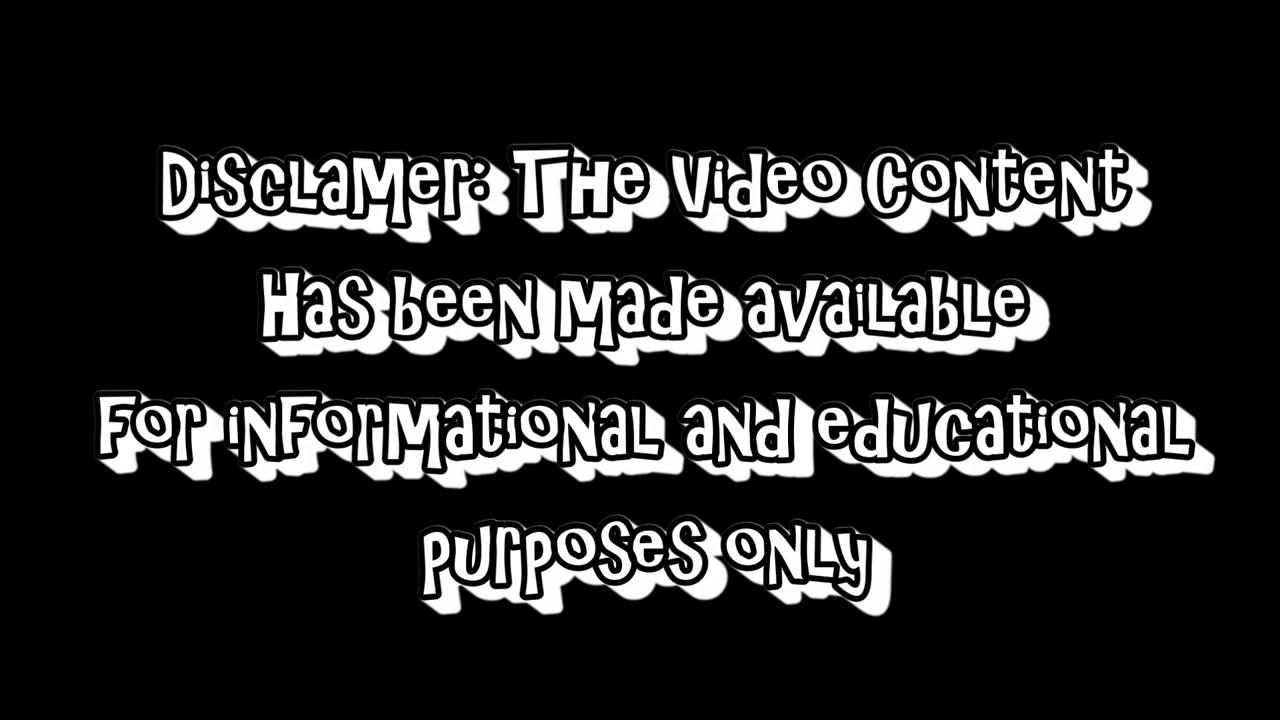 Disclamer: The Video Content
Has been made available
For informational and educational
purposes only